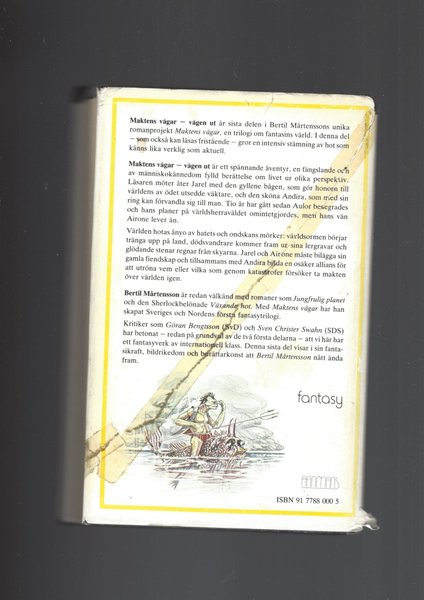 Maktens vägar – vägen ut är sista delen i Bertil Mårtenssons unika
romanprojekt Maktens vägar, en trilogi om fantasins värld. I denna del
– som också kan läsas fristående – gror en intensiv stämning av hot som
känns lika verklig som aktuell.
Maktens vägar – vägen ut är ett spännande äventyr, en fängslande och
av människokännedom fylld berättelse om livet ur olika perspektiv.
Läsaren möter åter Jarel med den gyllene bågen, som gör honom till
världens av ödet utsedde väktare, och den sköna Andira, som med sin
ring kan förvandla sig till man. Tio år har gått sedan Aulor besegrades
och hans planer på världsherraväldet omintetgjordes, men hans vän
Airone lever än.
Världen hotas ånyo av hatets och ondskans mörker: världsormen börjar
tränga upp på land, dödsvandrare kommer fram ur sina lergravar och
glödande stenar regnar från skyarna. Jarel och Airone måste bilägga sin
gamla fiendskap och tillsammans med Andira bilda en osäker allians för
att utröna vem eller vilka som genom katastrofer försöker ta makten
över världen igen.
Bertil Mårtensson är redan välkänd med romaner som Jungfrulig planet
och den Sherlockbelönade Växande hot. Med Maktens vägar har han
skapat Sveriges och Nordens första fantasytrilogi.
Kritiker som Göran Bengtsson (SvD) och Sven Christer Swahn (SDS)
har betonat – redan på grundval av de två första delarna – att vi här har
ett fantasyverk av internationell klass. Denna sista del visar i sin fanta-
sikraft, bildrikedom och berättarkonst att Bertil Mårtensson nått ända
fram.
fantasy
ISBN 91 7788 000 5